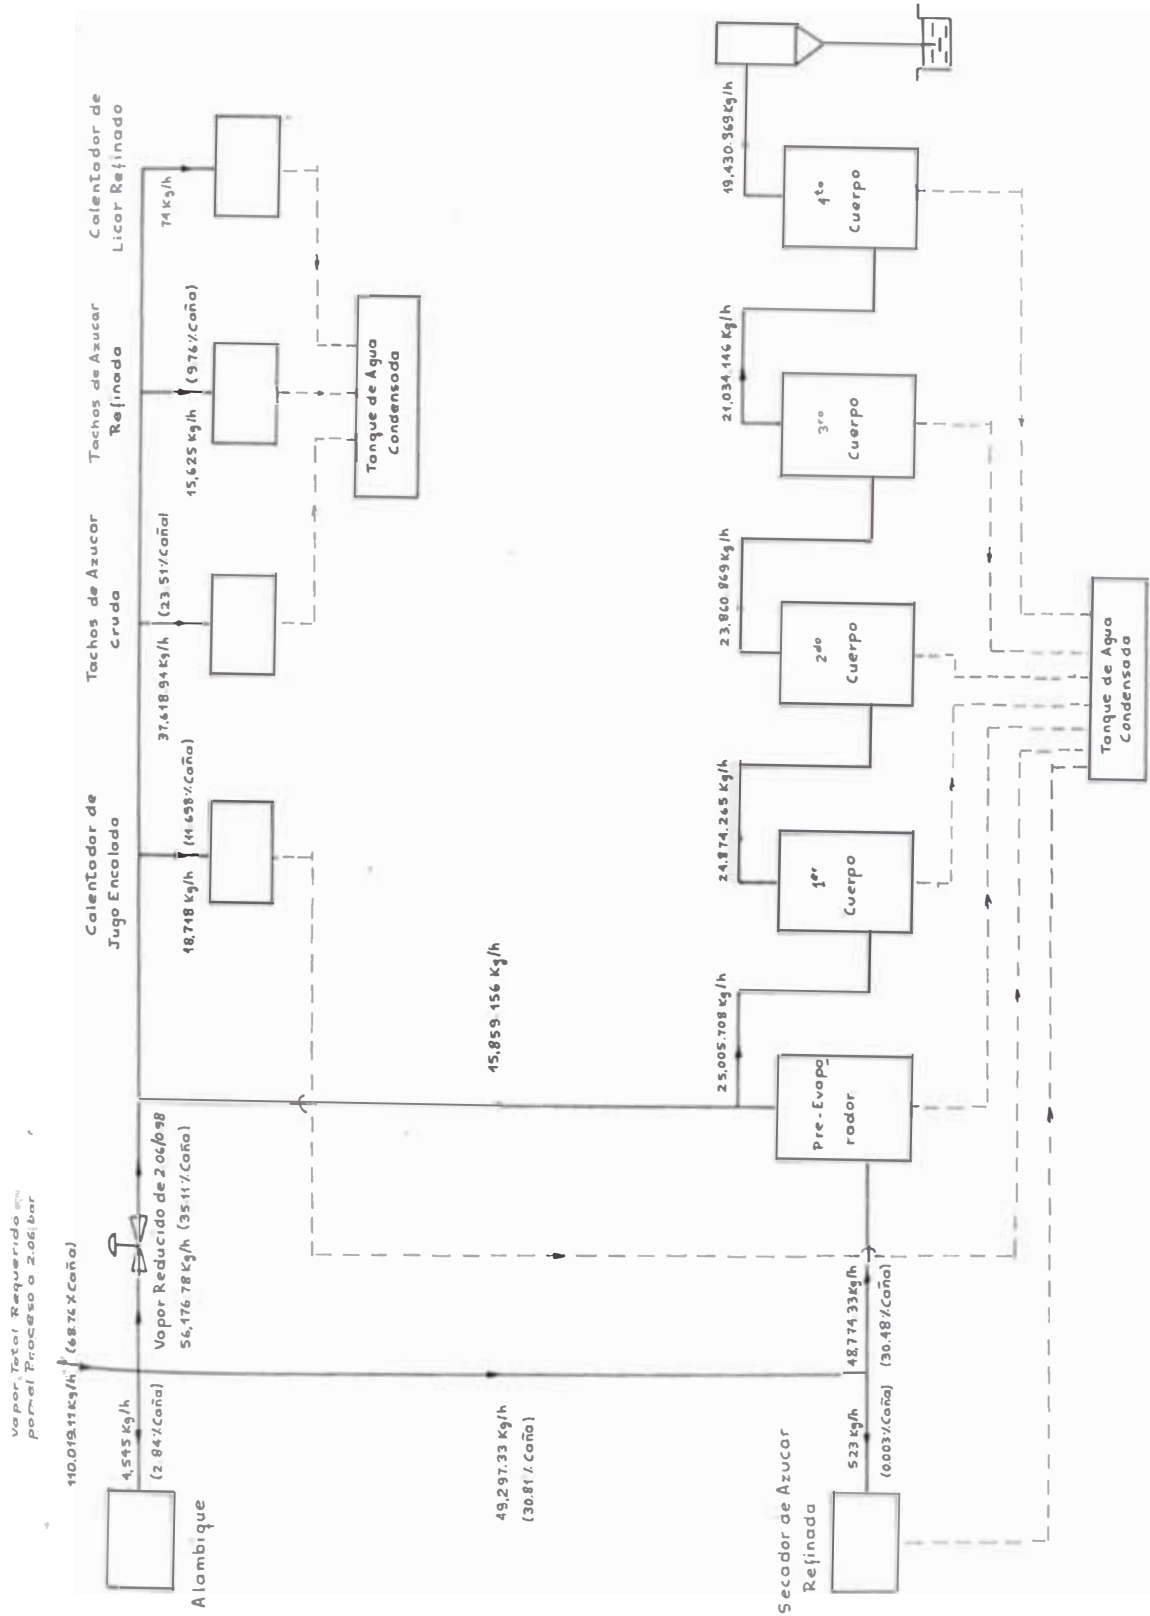 Vapor Total Requerido
por el Proceso a 2.06 bar
110.019.11 Kg/h (68.76 % Caña)
4,545 Kg/h
(2.84 % Caña)
Alambique
Vapor Reducido de 2.06/0.98
56,176.78 Kg/h (35.11 % Caña)
Calentador de
Jugo Encalado
18,718 Kg/h (11.698 % Caña)
Tachos de Azucar
Cruda
37.618.94 Kg/h (23.51 % Caña)
Tachos de Azucar
Refinada
15,625 Kg/h (9.76 % Caña)
Calentador de
Licor Refinado
74 Kg/h
Tanque de Agua
Condensada
15,859.156 Kg/h
49,297.33 Kg/h
(30.81 % Caña)
Secador de Azucar
Refinada
523 Kg/h
(0.003 % Caña)
48,774.33 Kg/h
(30.48 % Caña)
Pre-Evapo
rador
25,005.708 Kg/h
1er
Cuerpo
24.874.265 Kg/h
2do
Cuerpo
23,860.869 Kg/h
3ro
Cuerpo
21,034.146 Kg/h
4to
Cuerpo
19,430.969 Kg/h
Tanque de Agua
Condensada